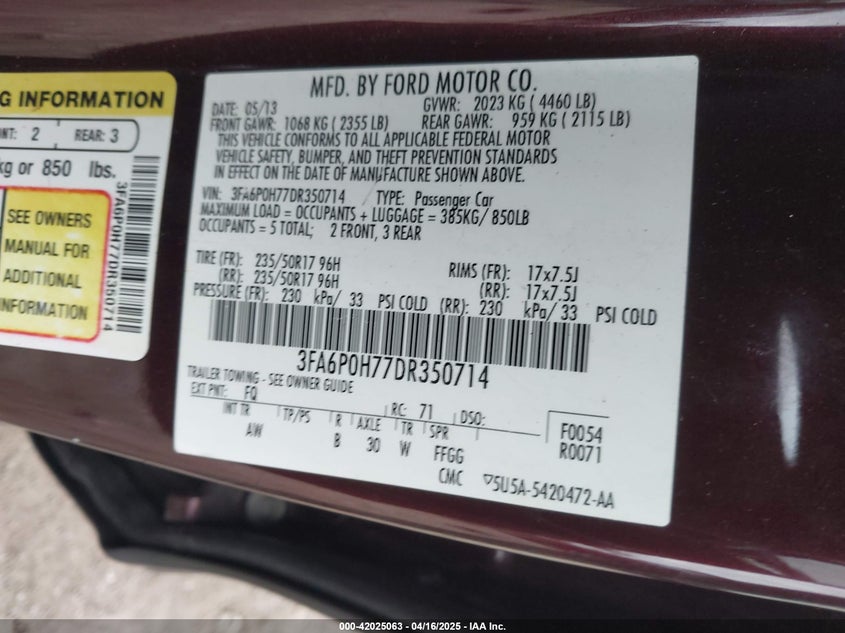 G INFORMATION
NT: 2 REAR: 3
kg or 850 lbs.
SEE OWNERS
MANUAL FOR
ADDITIONAL
INFORMATION
3FA6P0H77DR350714
MFD. BY FORD MOTOR CO.
DATE: 05/13 GVWR: 2023 KG ( 4460 LB)
FRONT GAWR: 1068 KG ( 2355 LB) REAR GAWR: 959 KG ( 2115 LB)
THIS VEHICLE CONFORMS TO ALL APPLICABLE FEDERAL MOTOR
VEHICLE SAFETY, BUMPER, AND THEFT PREVENTION STANDARDS
IN EFFECT ON THE DATE OF MANUFACTURE SHOWN ABOVE.
VIN: 3FA6P0H77DR350714 TYPE: Passenger Car
MAXIMUM LOAD = OCCUPANTS + LUGGAGE = 385KG/ 850LB
OCCUPANTS = 5 TOTAL; 2 FRONT, 3 REAR
TIRE (FR): 235/50R17 96H RIMS (FR): 17x7.5J
(RR): 235/50R17 96H (RR): 17x7.5J
PRESSURE (FR): 230 kPa/ 33 PSI COLD (RR): 230 kPa/ 33 PSI COLD
3FA6P0H77DR350714
TRAILER TOWING - SEE OWNER GUIDE
EXT PNT: FQ RC: 71 DSO:
INT TR TP/PS R AXLE TR SPR F0054
AW B 30 W FFGG R0071
CMC ▽5U5A-5420472-AA
000-42025063 - 04/16/2025 - IAA Inc.